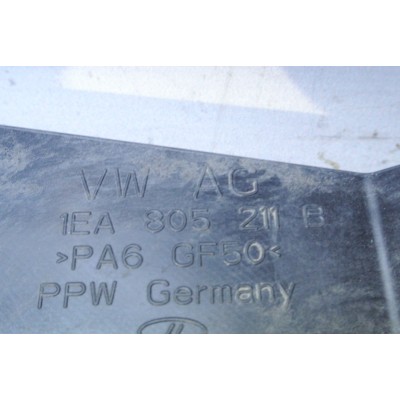 VW AG
1EA 805 211 B
>PA6 GF50<
PPW Germany